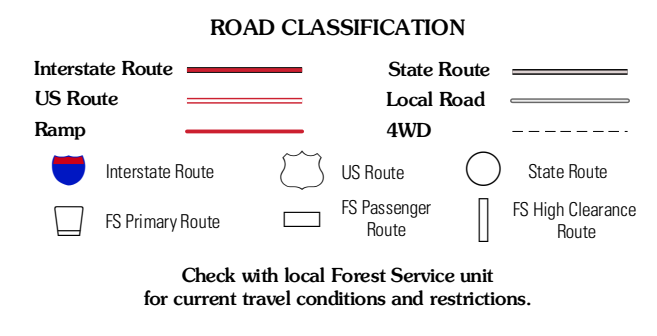 ROAD CLASSIFICATION
Interstate Route
State Route
US Route
Local Road
Ramp
4WD
Interstate Route
US Route
State Route
FS Primary Route
FS Passenger
Route
FS High Clearance
Route
Check with local Forest Service unit
for current travel conditions and restrictions.